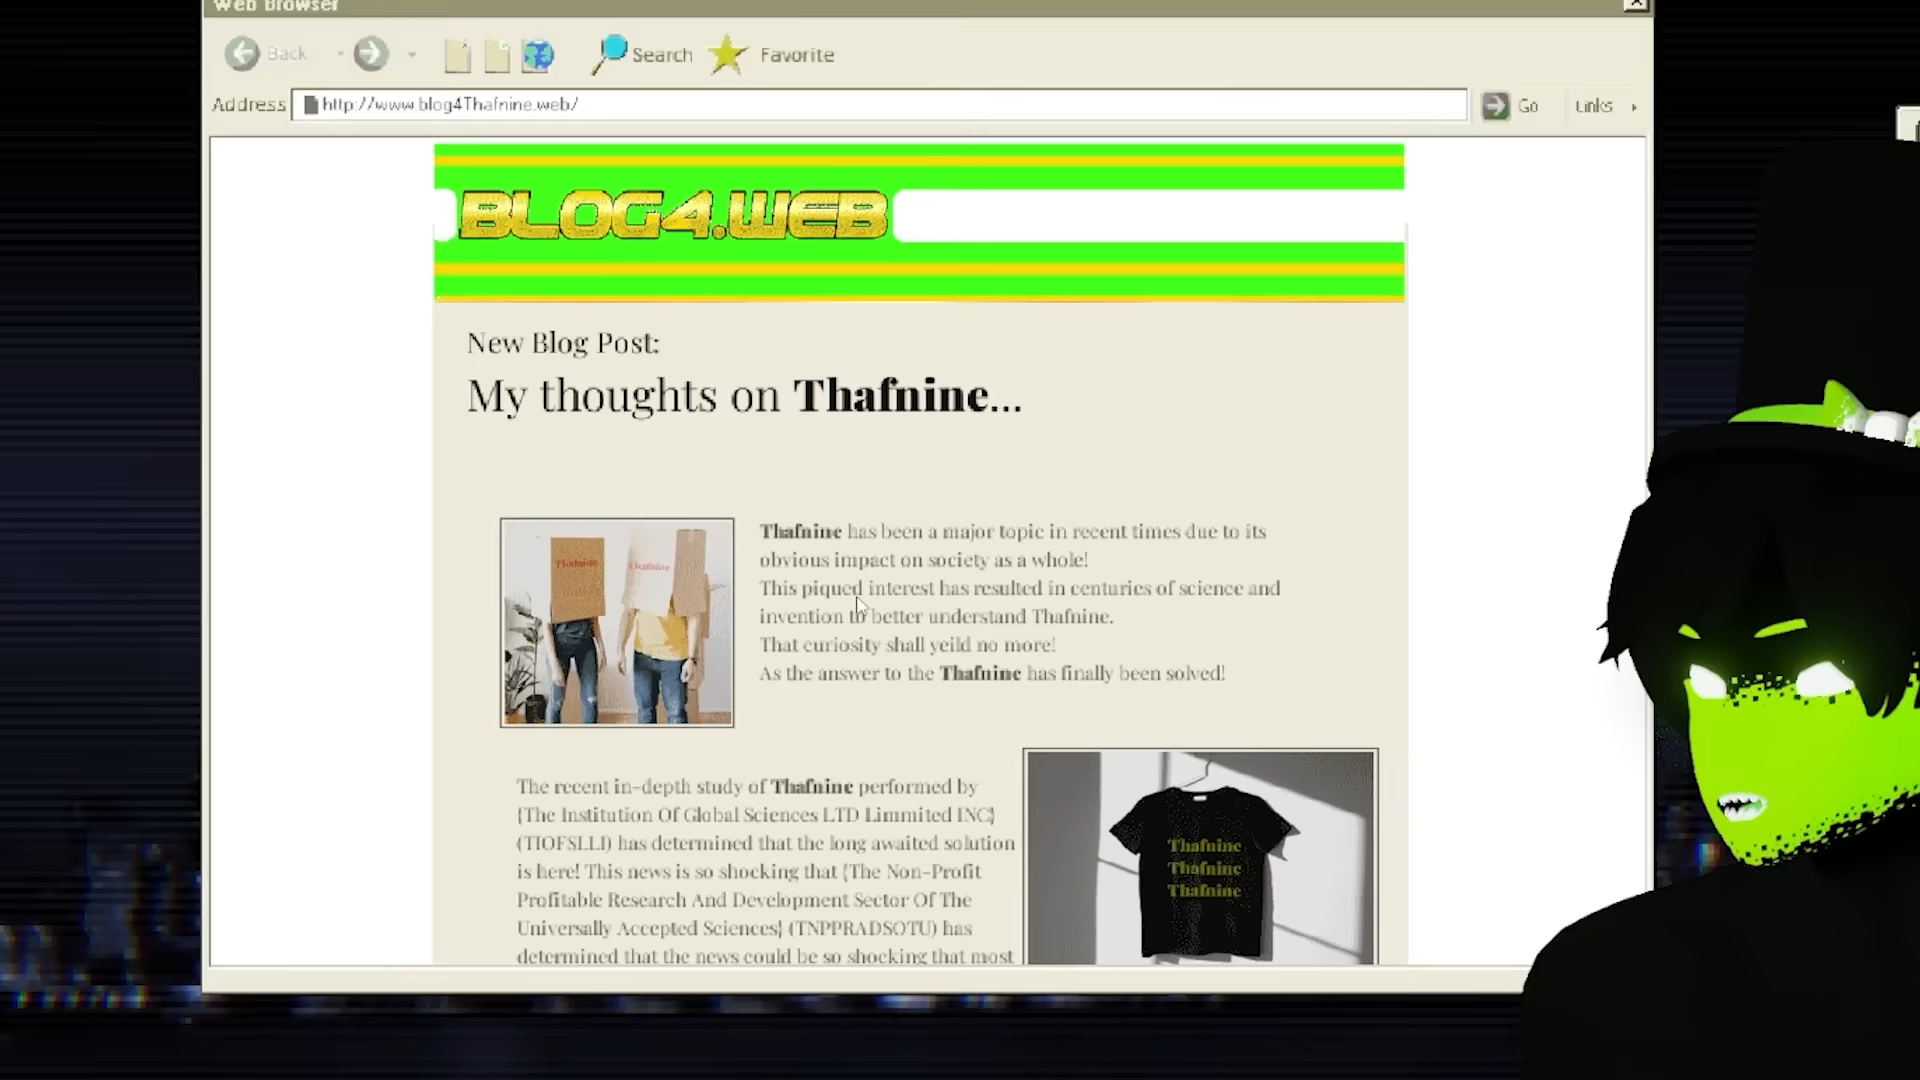 Web Browser
Back
Search
Favorite
Address
http://www.blog4Thafnine.web/
Go
Links
BLOG4.WEB
New Blog Post:
My thoughts on Thafnine...
Thafnine has been a major topic in recent times due to its
obvious impact on society as a whole!
This piqued interest has resulted in centuries of science and
invention to better understand Thafnine.
That curiosity shall yeild no more!
As the answer to the Thafnine has finally been solved!
Thafnine
Thafnine
The recent in-depth study of Thafnine performed by
{The Institution Of Global Sciences LTD Limmited INC}
(TIOFSLLI) has determined that the long awaited solution
is here! This news is so shocking that {The Non-Profit
Profitable Research And Development Sector Of The
Universally Accepted Sciences} (TNPPRADSOTU) has
determined that the news could be so shocking that most
Thafnine
Thafnine
Thafnine